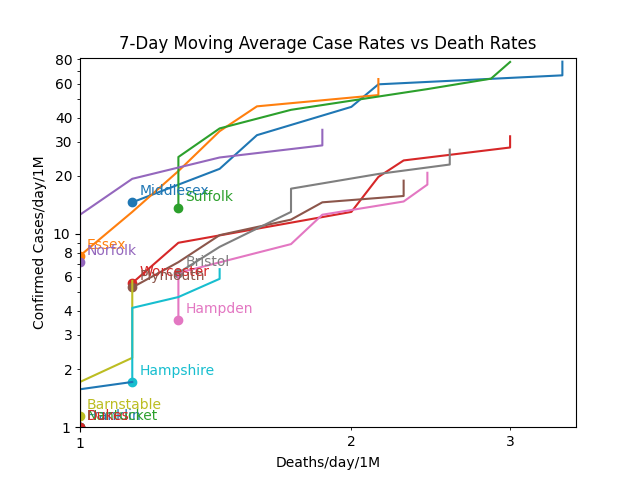 7-Day Moving Average Case Rates vs Death Rates
80
60
40
30
20
10
8
6
4
3
2
1
Confirmed Cases/day/1M
Middlesex
Suffolk
Essex
Norfolk
Bristol
Worcester
Plymouth
Hampden
Hampshire
Barnstable
Nantucket
1
2
3
Deaths/day/1M